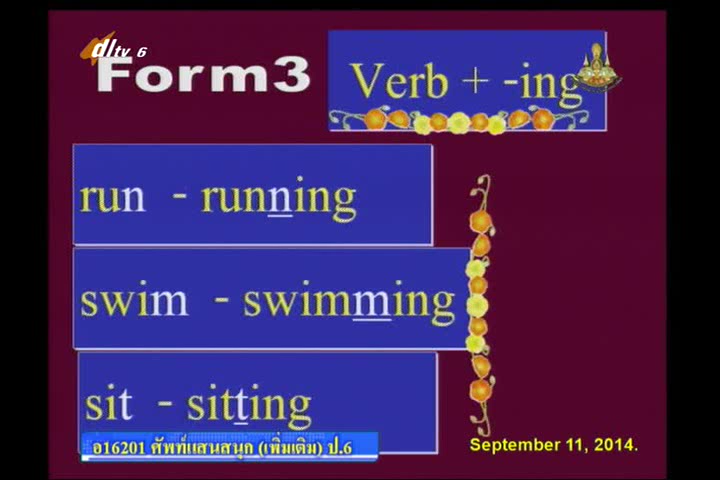 dltv 6
Form3
Verb + -ing
run - running
swim - swimming
sit - sitting
อ16201 ศัพท์แสนสนุก (เพิ่มเติม) ป.6
September 11, 2014.